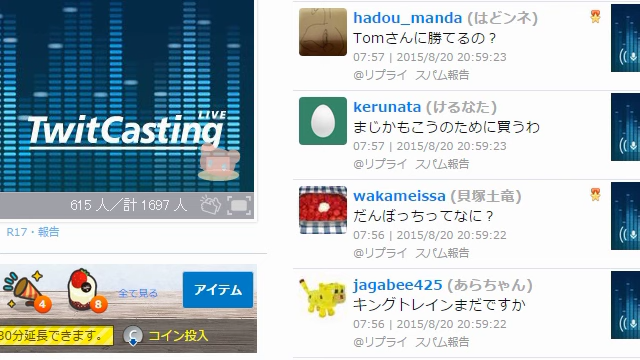 TwitCasting LIVE
615 人／計 1697 人
R17・報告
4
8
全て見る
アイテム
30分延長できます。
C コイン投入
hadou_manda (はどンネ)
Tomさんに勝てるの？
07:57 | 2015/8/20 20:59:23
@リプライ スパム報告
kerunata (けるなた)
まじかもこうのために買うわ
07:57 | 2015/8/20 20:59:23
@リプライ スパム報告
wakameissa (貝塚土竜)
だんぼっちってなに？
07:56 | 2015/8/20 20:59:22
@リプライ スパム報告
jagabee425 (あらちゃん)
キングトレインまだですか
07:56 | 2015/8/20 20:59:22
@リプライ スパム報告